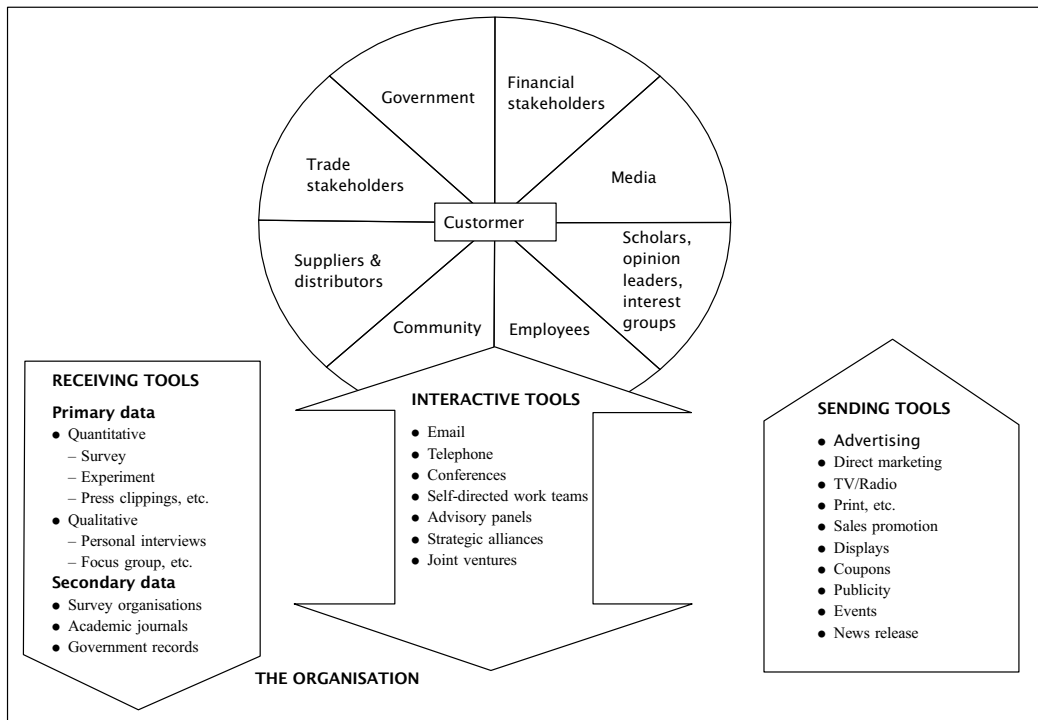 Government
Financial
stakeholders
Trade
stakeholders
Media
Custormer
Suppliers &
distributors
Scholars,
opinion
leaders,
interest
groups
Community
Employees
RECEIVING TOOLS
Primary data
● Quantitative
– Survey
– Experiment
– Press clippings, etc.
● Qualitative
– Personal interviews
– Focus group, etc.
Secondary data
● Survey organisations
● Academic journals
● Government records
INTERACTIVE TOOLS
● Email
● Telephone
● Conferences
● Self-directed work teams
● Advisory panels
● Strategic alliances
● Joint ventures
SENDING TOOLS
● Advertising
● Direct marketing
● TV/Radio
● Print, etc.
● Sales promotion
● Displays
● Coupons
● Publicity
● Events
● News release
THE ORGANISATION